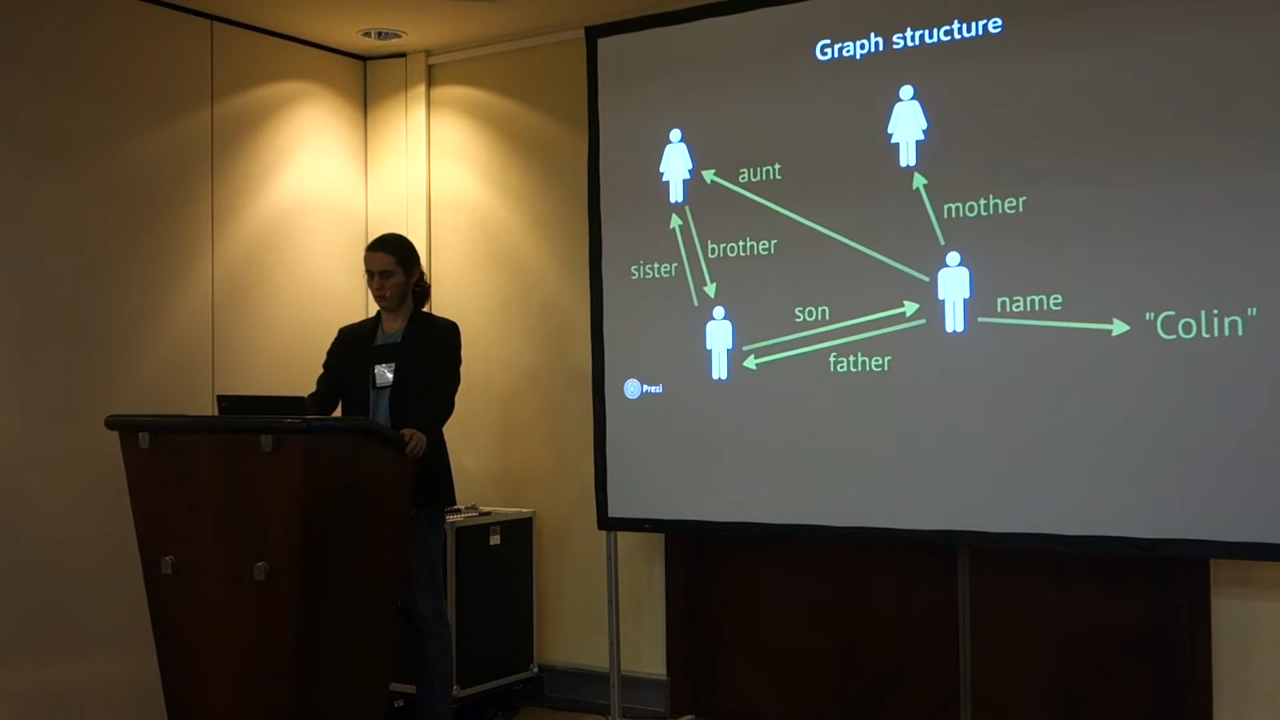 Graph structure
aunt
mother
brother
sister
son
name
"Colin"
father
Prezi